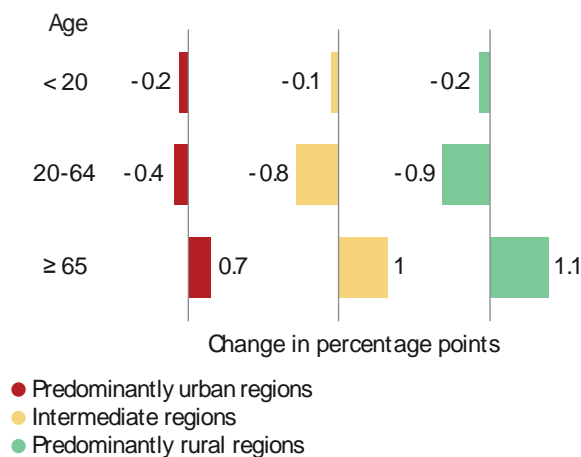 Age
< 20 -0.2 -0.1 -0.2
20-64 -0.4 -0.8 -0.9
≥ 65 0.7 1 1.1
Change in percentage points
Predominantly urban regions
Intermediate regions
Predominantly rural regions